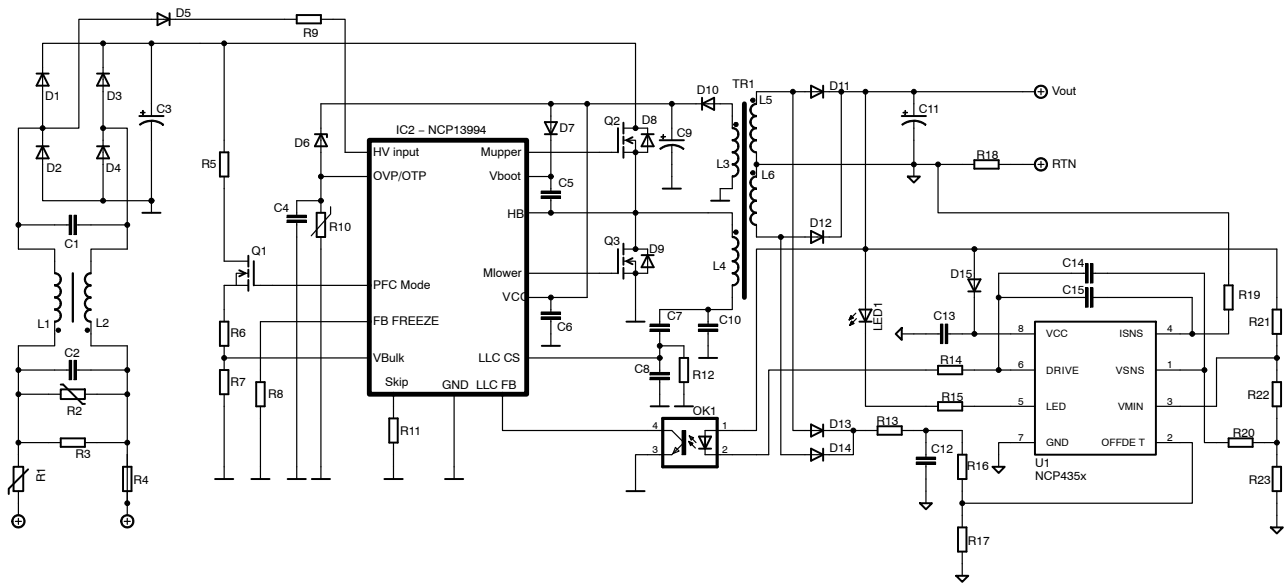 D5
R9
D1
D3
C3
D2
D4
C1
L1
L2
C2
R2
R3
R1
R4
R5
Q1
R6
R7
R8
C4
D6
R10
IC2 – NCP13994
HV input
OVP/OTP
PFC Mode
FB FREEZE
VBulk
Skip
GND
LLC FB
Mupper
Vboot
HB
Mlower
VCC
LLC CS
R11
D7
C5
C6
Q2
D8
Q3
D9
C9
D10
TR1
L3
L5
L6
L4
C7
C10
C8
R12
OK1
4
3
1
2
D11
C11
Vout
R18
RTN
D12
LED1
D15
C14
C15
C13
R14
R15
D13
D14
R13
C12
R16
R17
8
VCC
ISNS
4
6
DRIVE
VSNS
1
5
LED
VMIN
3
7
GND
OFFDE T
2
U1
NCP435x
R19
R21
R22
R20
R23